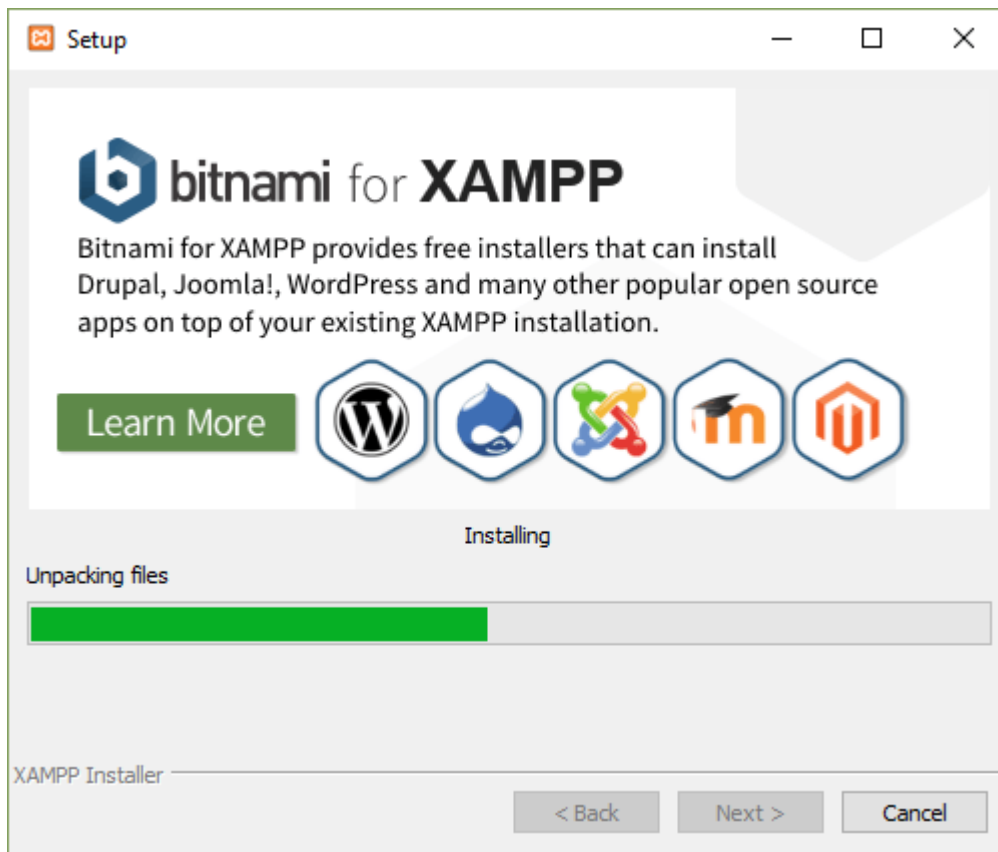 Setup
bitnami for XAMPP
Bitnami for XAMPP provides free installers that can install
Drupal, Joomla!, WordPress and many other popular open source
apps on top of your existing XAMPP installation.
Learn More
Installing
Unpacking files
XAMPP Installer
< Back Next > Cancel